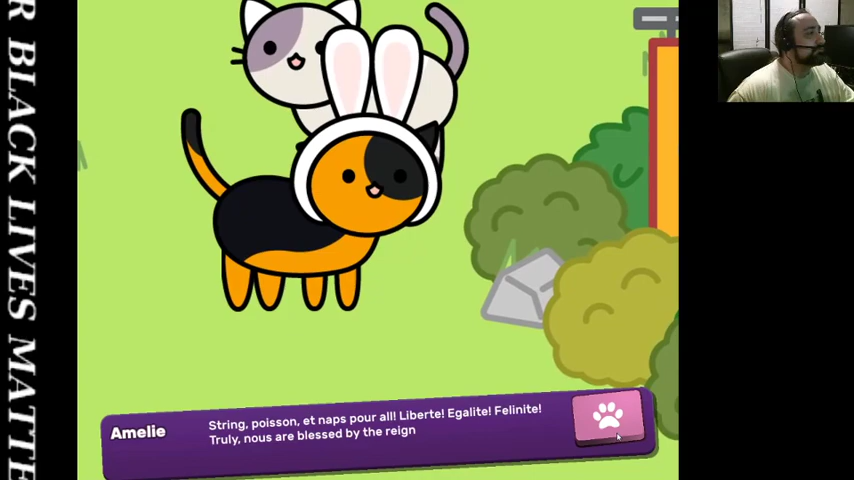 R BLACK LIVES MATTE
Amelie
String, poisson, et naps pour all! Liberte! Egalite! Felinite!
Truly, nous are blessed by the reign